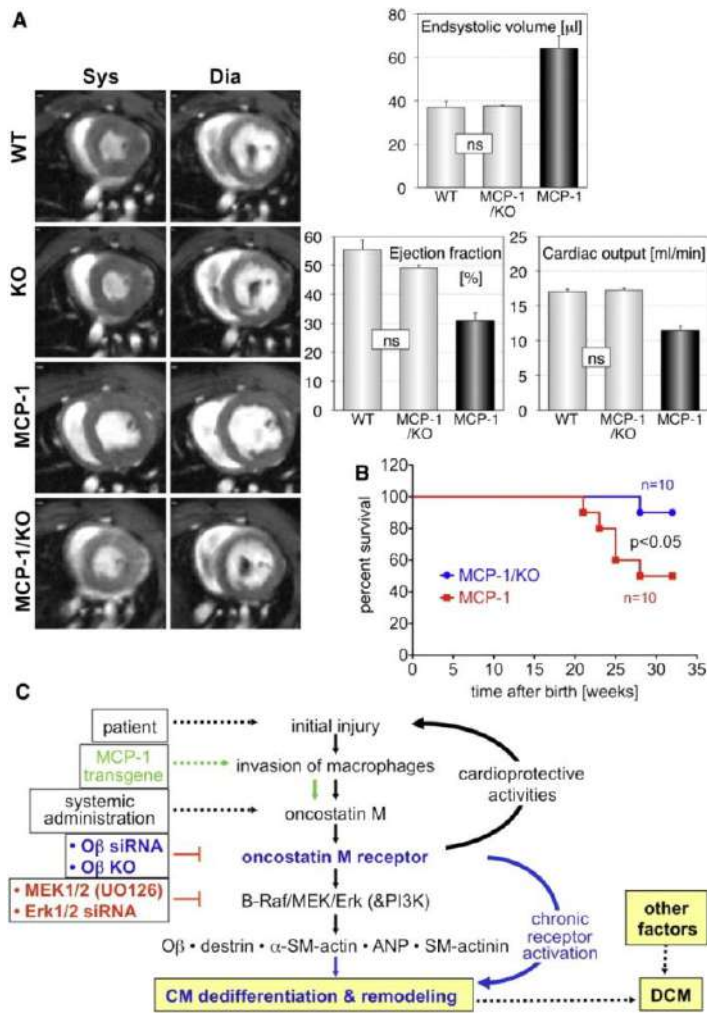 A
Sys
Dia
WT
KO
MCP-1
MCP-1/KO
Endsystolic volume [µl]
80
60
40
20
0
ns
WT
MCP-1
/KO
MCP-1
Ejection fraction
[%]
60
50
40
30
20
10
0
ns
WT
MCP-1
/KO
MCP-1
Cardiac output [ml/min]
25
20
15
10
5
0
ns
WT
MCP-1
/KO
MCP-1
B
percent survival
120
100
80
60
40
20
0
n=10
p<0.05
MCP-1/KO
MCP-1
n=10
0 5 10 15 20 25 30 35
time after birth [weeks]
C
patient
initial injury
MCP-1
transgene
invasion of macrophages
cardioprotective
activities
systemic
administration
oncostatin M
• Oβ siRNA
• Oβ KO
oncostatin M receptor
• MEK1/2 (UO126)
• Erk1/2 siRNA
B-Raf/MEK/Erk (&PI3K)
chronic
receptor
activation
other
factors
Oβ • destrin • α-SM-actin • ANP • SM-actinin
CM dedifferentiation & remodeling
DCM